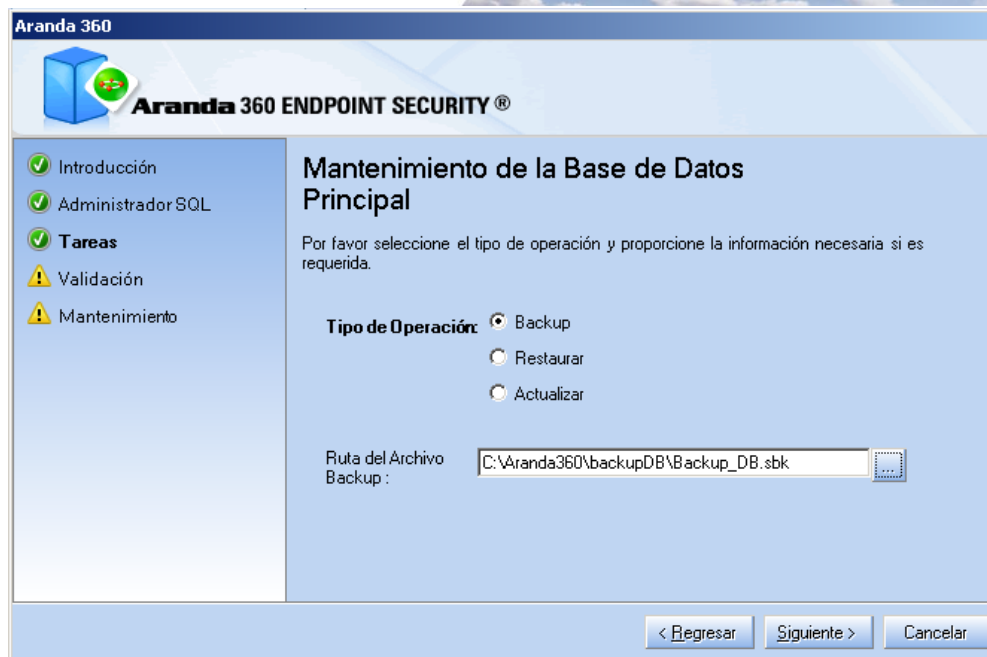 Aranda 360
Aranda 360 ENDPOINT SECURITY ®
Introducción
Administrador SQL
Tareas
Validación
Mantenimiento
Mantenimiento de la Base de Datos
Principal
Por favor seleccione el tipo de operación y proporcione la información necesaria si es
requerida.
Tipo de Operación: Backup
Restaurar
Actualizar
Ruta del Archivo
Backup :
C:\Aranda360\backupDB\Backup_DB.sbk
...
< Regresar
Siguiente >
Cancelar